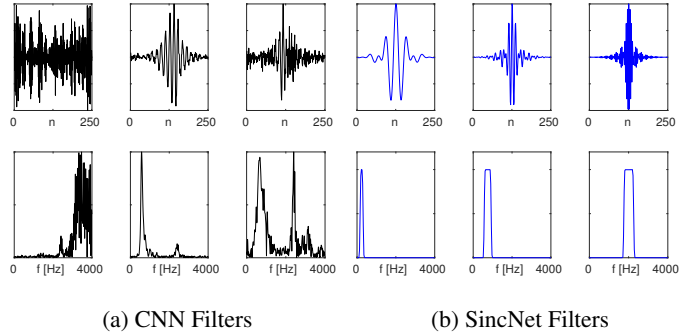 0 n 250 0 n 250 0 n 250 0 n 250 0 n 250 0 n 250
0 f [Hz] 4000 0 f [Hz] 4000 0 f [Hz] 4000 0 f [Hz] 4000 0 f [Hz] 4000 0 f [Hz] 4000
(a) CNN Filters (b) SincNet Filters